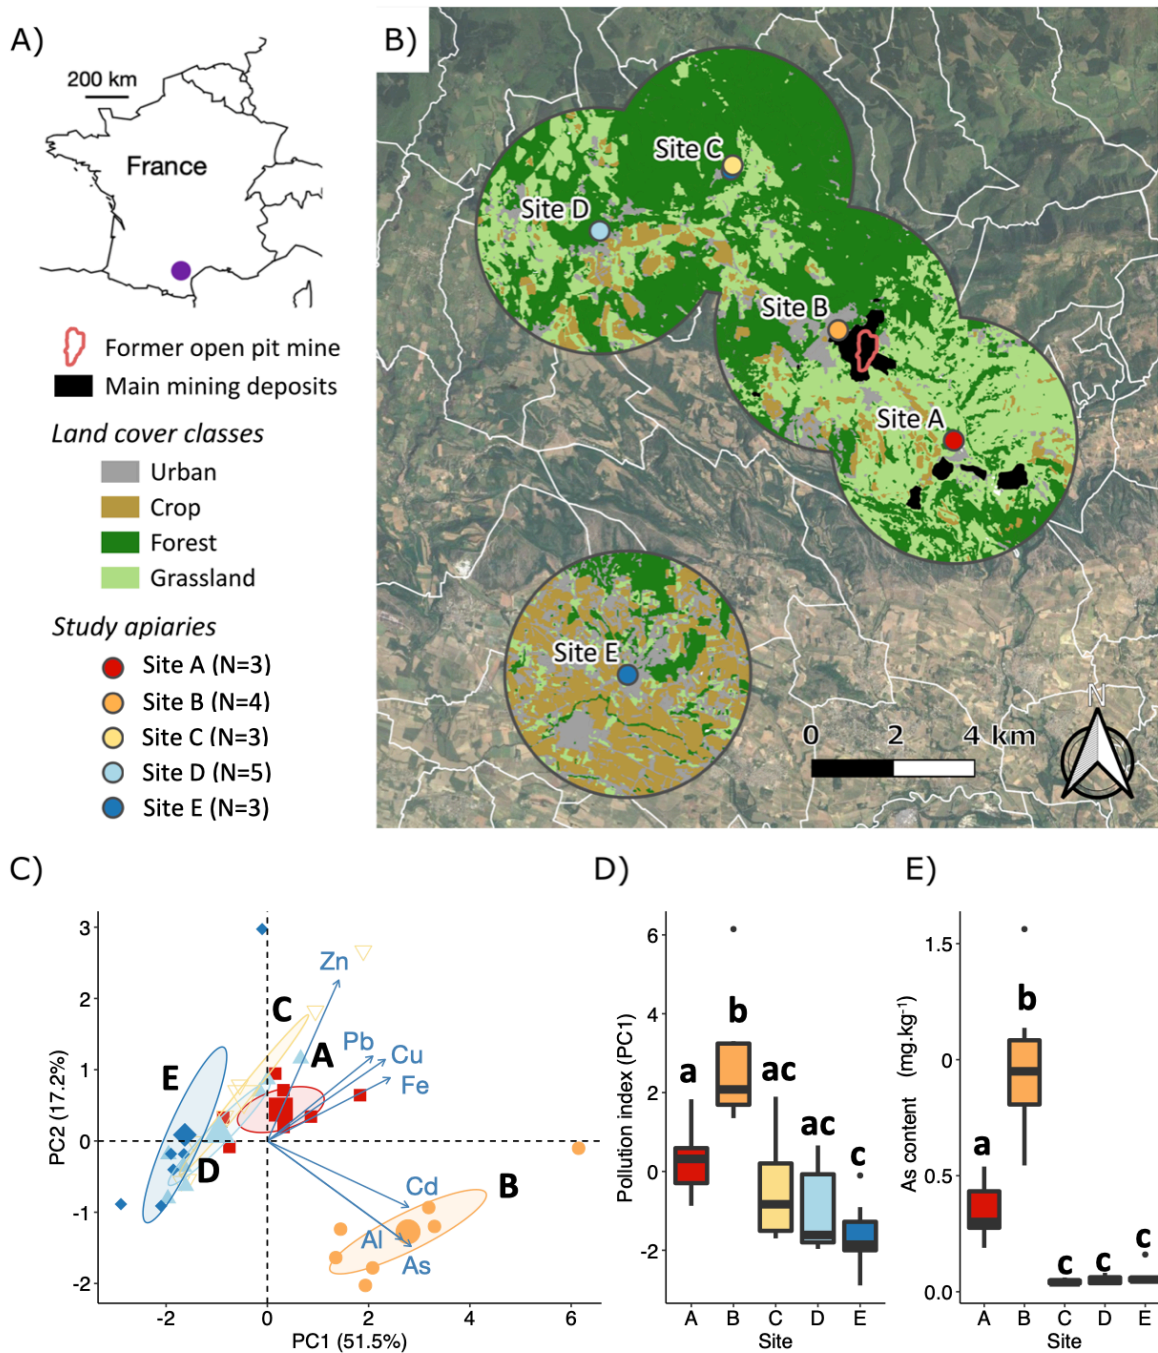 A)
200 km
France
Former open pit mine
Main mining deposits
Land cover classes
Urban
Crop
Forest
Grassland
Study apiaries
Site A (N=3)
Site B (N=4)
Site C (N=3)
Site D (N=5)
Site E (N=3)
B)
Site C
Site D
Site B
Site A
Site E
N
0 2 4 km
C)
PC2 (17.2%)
3
2
1
0
-1
-2
Zn
C
A
Pb
Cu
Fe
E
D
Cd
B
Al
As
-2 0 2 4 6
PC1 (51.5%)
D)
Pollution index (PC1)
6
4
2
0
-2
a
b
ac
ac
c
A B C D E
Site
E)
As content (mg.kg-1)
1.5
0
0.5
0.0
a
b
c
c
c
A B C D E
Site